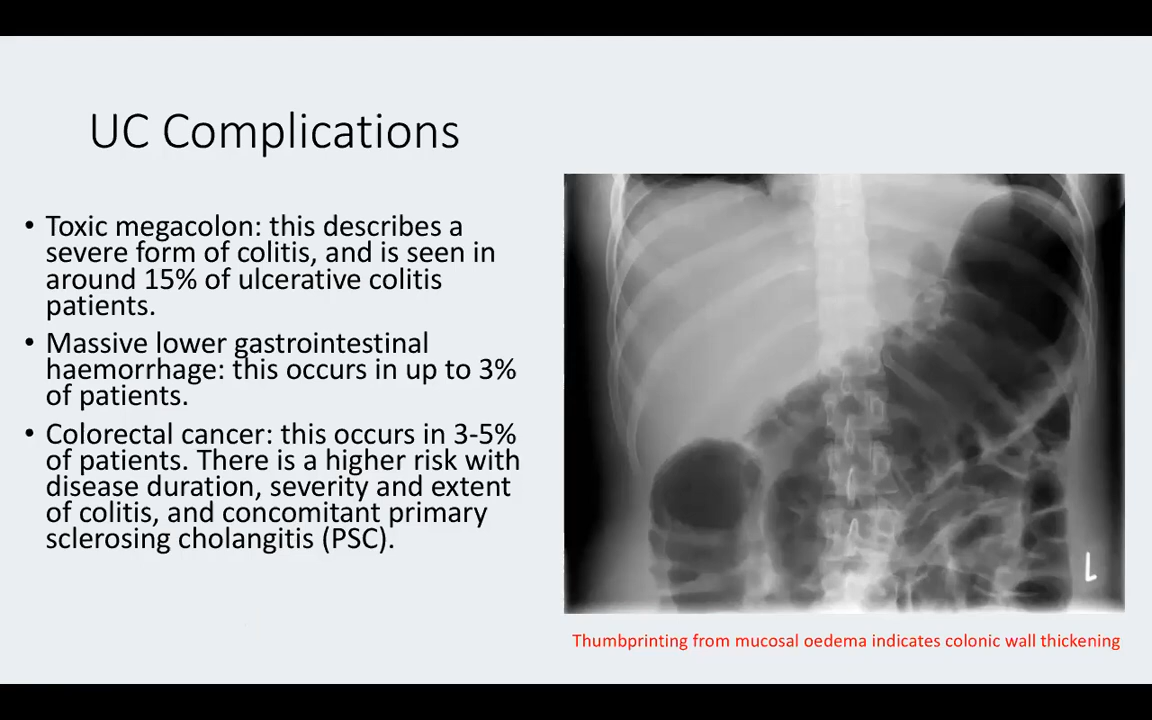 UC Complications
• Toxic megacolon: this describes a
severe form of colitis, and is seen in
around 15% of ulcerative colitis
patients.
• Massive lower gastrointestinal
haemorrhage: this occurs in up to 3%
of patients.
• Colorectal cancer: this occurs in 3-5%
of patients. There is a higher risk with
disease duration, severity and extent
of colitis, and concomitant primary
sclerosing cholangitis (PSC).
L
Thumbprinting from mucosal oedema indicates colonic wall thickening